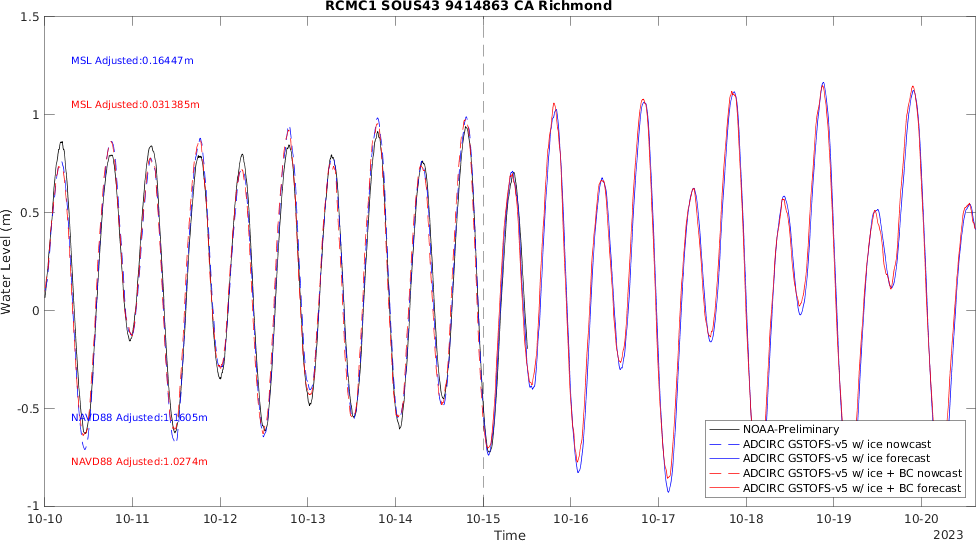 RCMC1 SOUS43 9414863 CA Richmond
1.5
MSL Adjusted:0.16447m
MSL Adjusted:0.031385m
1
0.5
Water Level (m)
0
-0.5
NAVD88 Adjusted:1.1605m
NAVD88 Adjusted:1.0274m
NOAA-Preliminary
ADCIRC GSTOFS-v5 w/ ice nowcast
ADCIRC GSTOFS-v5 w/ ice forecast
ADCIRC GSTOFS-v5 w/ ice + BC nowcast
ADCIRC GSTOFS-v5 w/ ice + BC forecast
-1
10-10 10-11 10-12 10-13 10-14 10-15 10-16 10-17 10-18 10-19 10-20
Time
2023